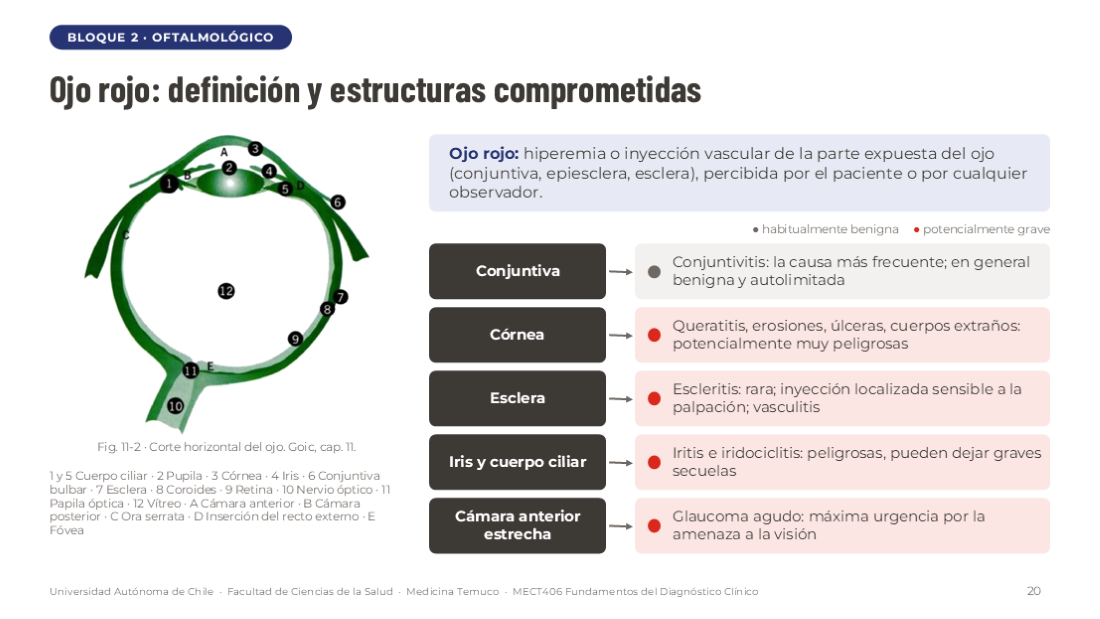 BLOQUE 2 · OFTALMOLÓGICO
Ojo rojo: definición y estructuras comprometidas
A
3
2
4
B
1
5
D
6
C
12
7
8
9
11
E
10
Fig. 11-2 · Corte horizontal del ojo. Goic, cap. 11.
1 y 5 Cuerpo ciliar · 2 Pupila · 3 Córnea · 4 Iris · 6 Conjuntiva
bulbar · 7 Esclera · 8 Coroides · 9 Retina · 10 Nervio óptico · 11
Papila óptica · 12 Vítreo · A Cámara anterior · B Cámara
posterior · C Ora serrata · D Inserción del recto externo · E
Fóvea
Ojo rojo: hiperemia o inyección vascular de la parte expuesta del ojo
(conjuntiva, epiesclera, esclera), percibida por el paciente o por cualquier
observador.
● habitualmente benigna ● potencialmente grave
Conjuntiva
Conjuntivitis: la causa más frecuente; en general
benigna y autolimitada
Córnea
Queratitis, erosiones, úlceras, cuerpos extraños:
potencialmente muy peligrosas
Esclera
Escleritis: rara; inyección localizada sensible a la
palpación; vasculitis
Iris y cuerpo ciliar
Iritis e iridociclitis: peligrosas, pueden dejar graves
secuelas
Cámara anterior
estrecha
Glaucoma agudo: máxima urgencia por la
amenaza a la visión
Universidad Autónoma de Chile · Facultad de Ciencias de la Salud · Medicina Temuco · MECT406 Fundamentos del Diagnóstico Clínico
20